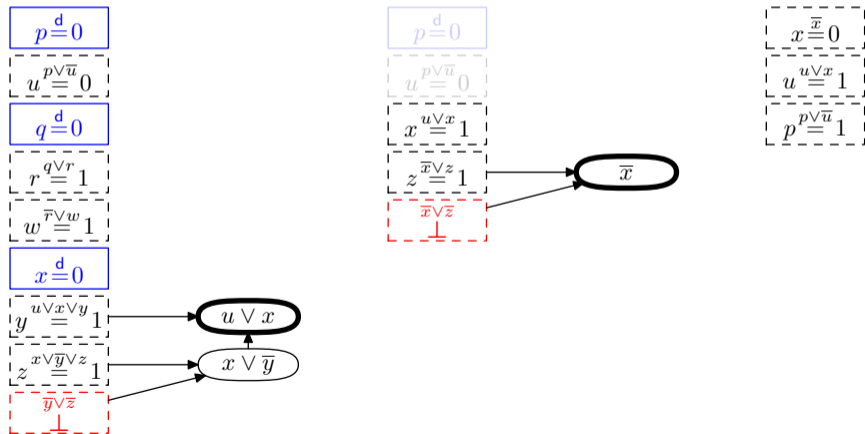 p d= 0
u p∨u̅= 0
q d= 0
r q∨r= 1
w r̅∨w= 1
x d= 0
y u∨x∨y= 1
z x∨y̅∨z= 1
y̅∨z̅
⊥
u ∨ x
x ∨ y̅
p d= 0
u p∨u̅= 0
x u∨x= 1
z x̅∨z= 1
x̅∨z̅
⊥
x̅
x x̅= 0
u u∨x= 1
p p∨u̅= 1